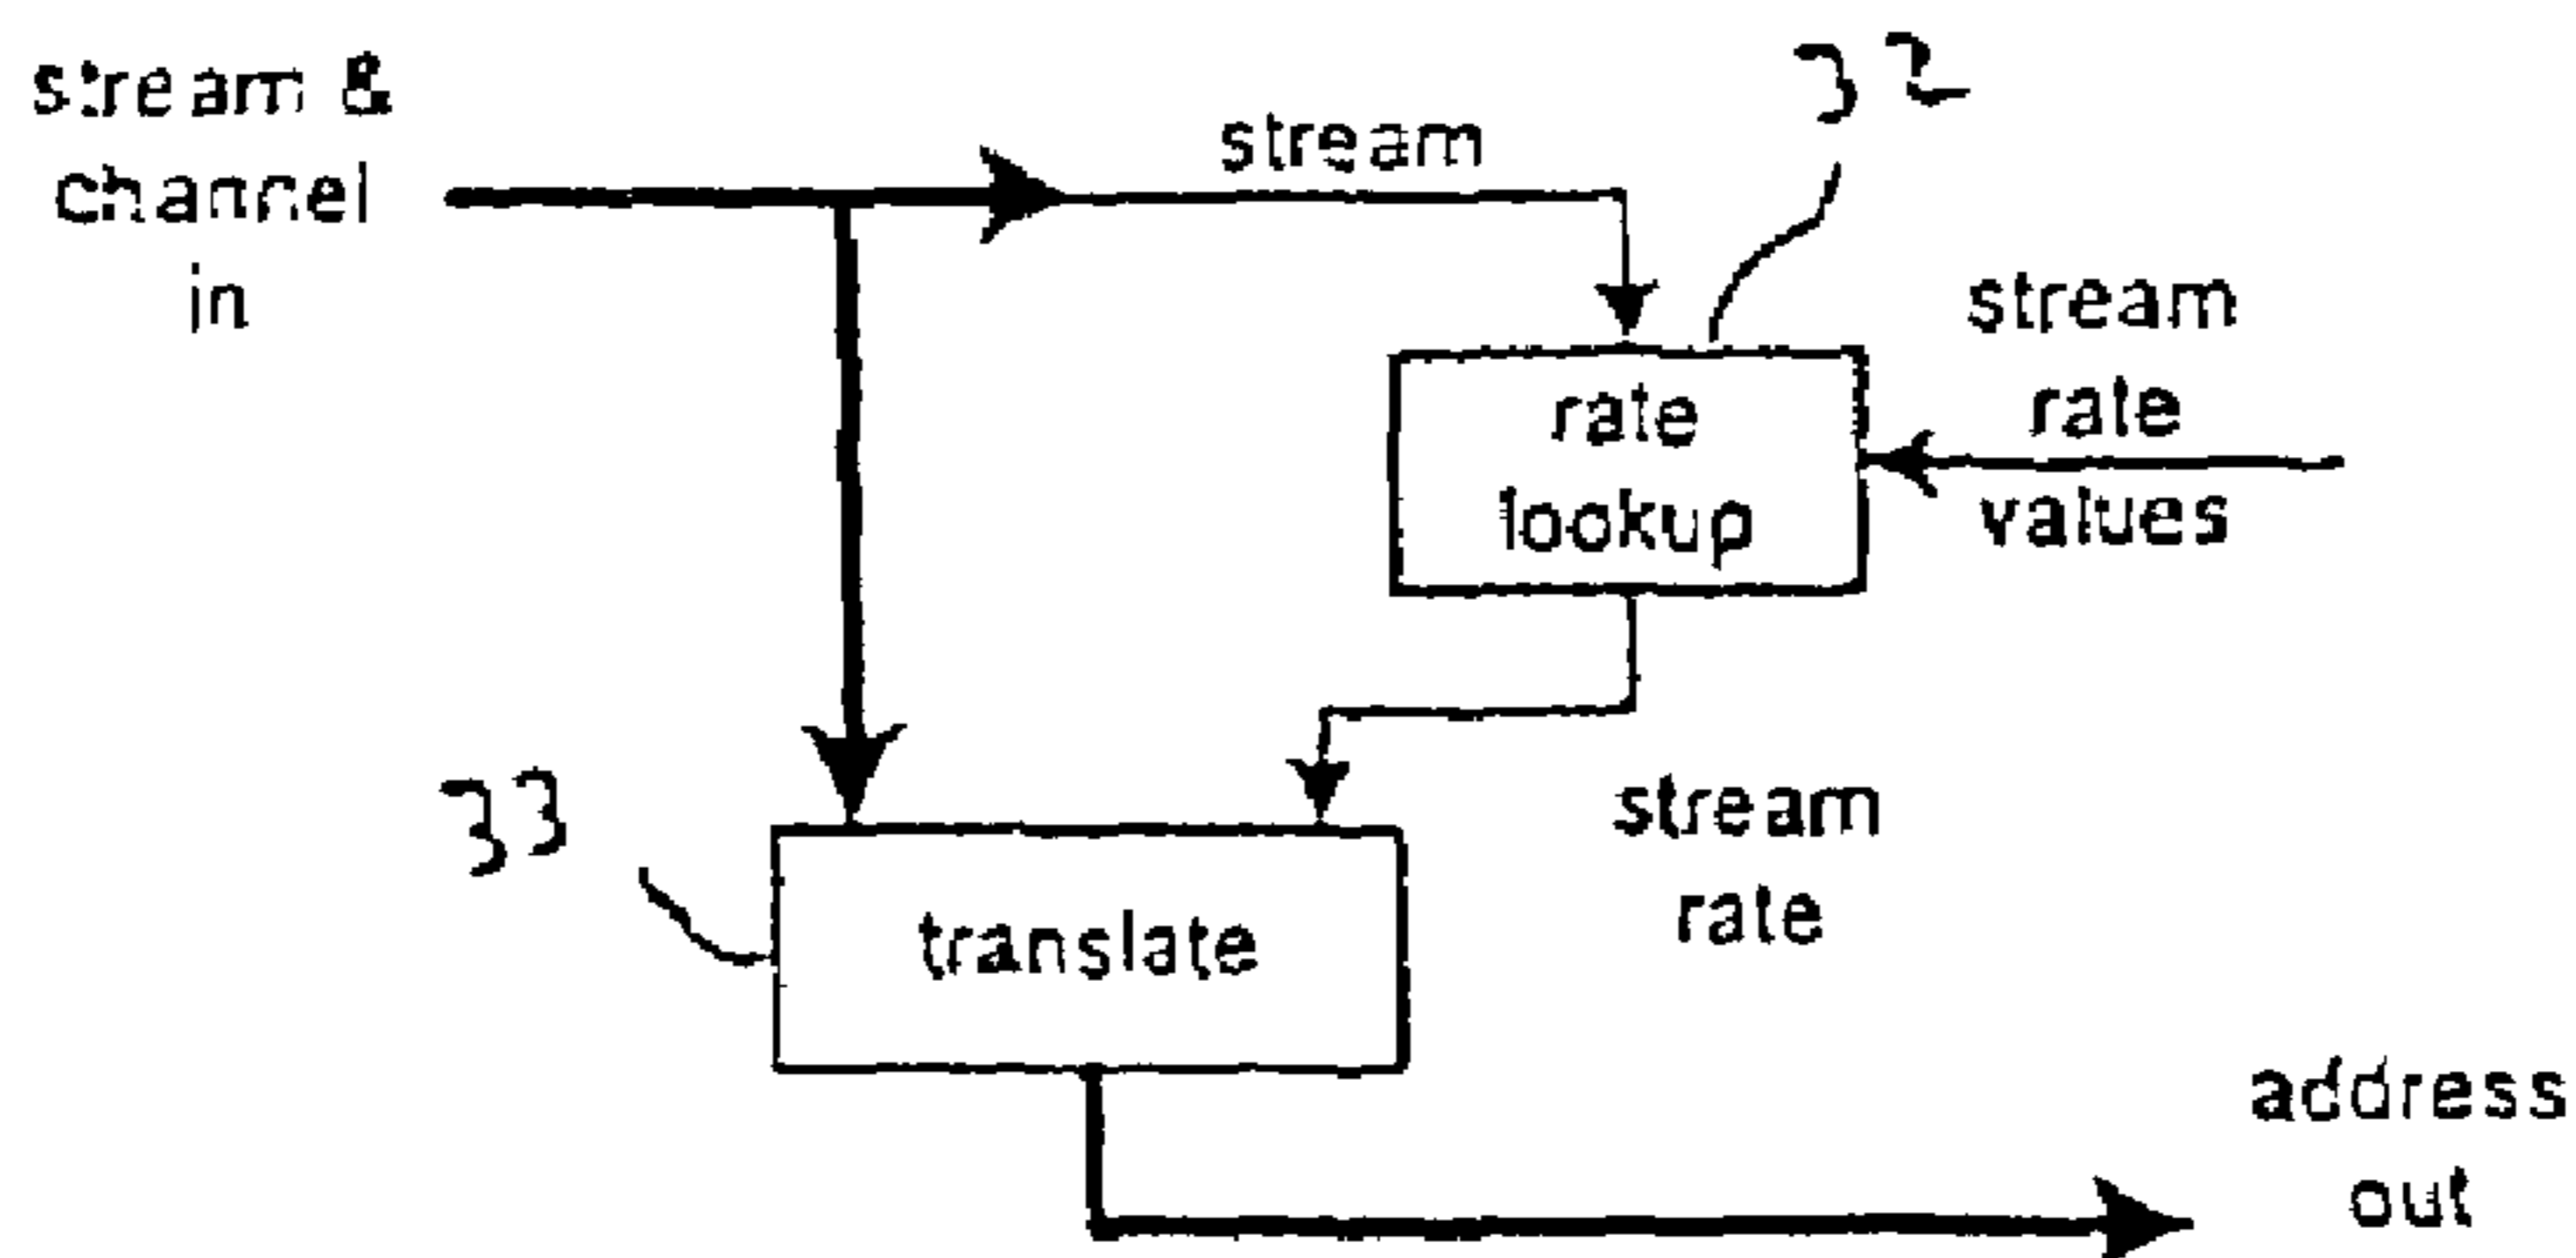 stream &
channel
in
stream
32
rate
lookup
stream
rate
values
33
translate
stream
rate
address
out